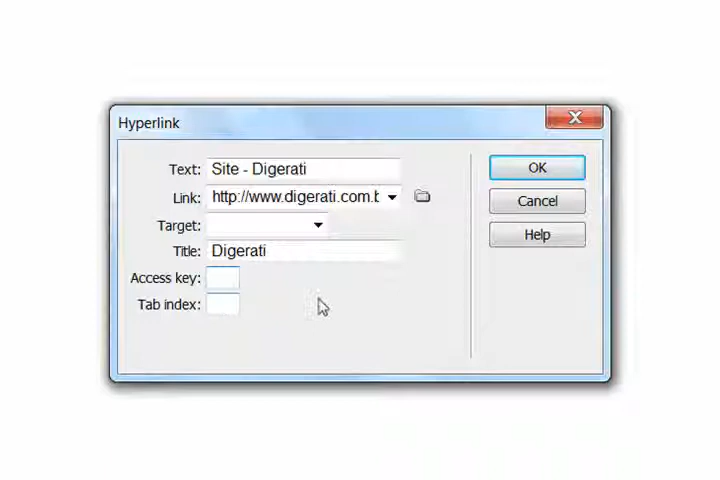 Hyperlink
Text: Site - Digerati
Link: http://www.digerati.com.b
Target:
Title: Digerati
Access key:
Tab index:
OK
Cancel
Help